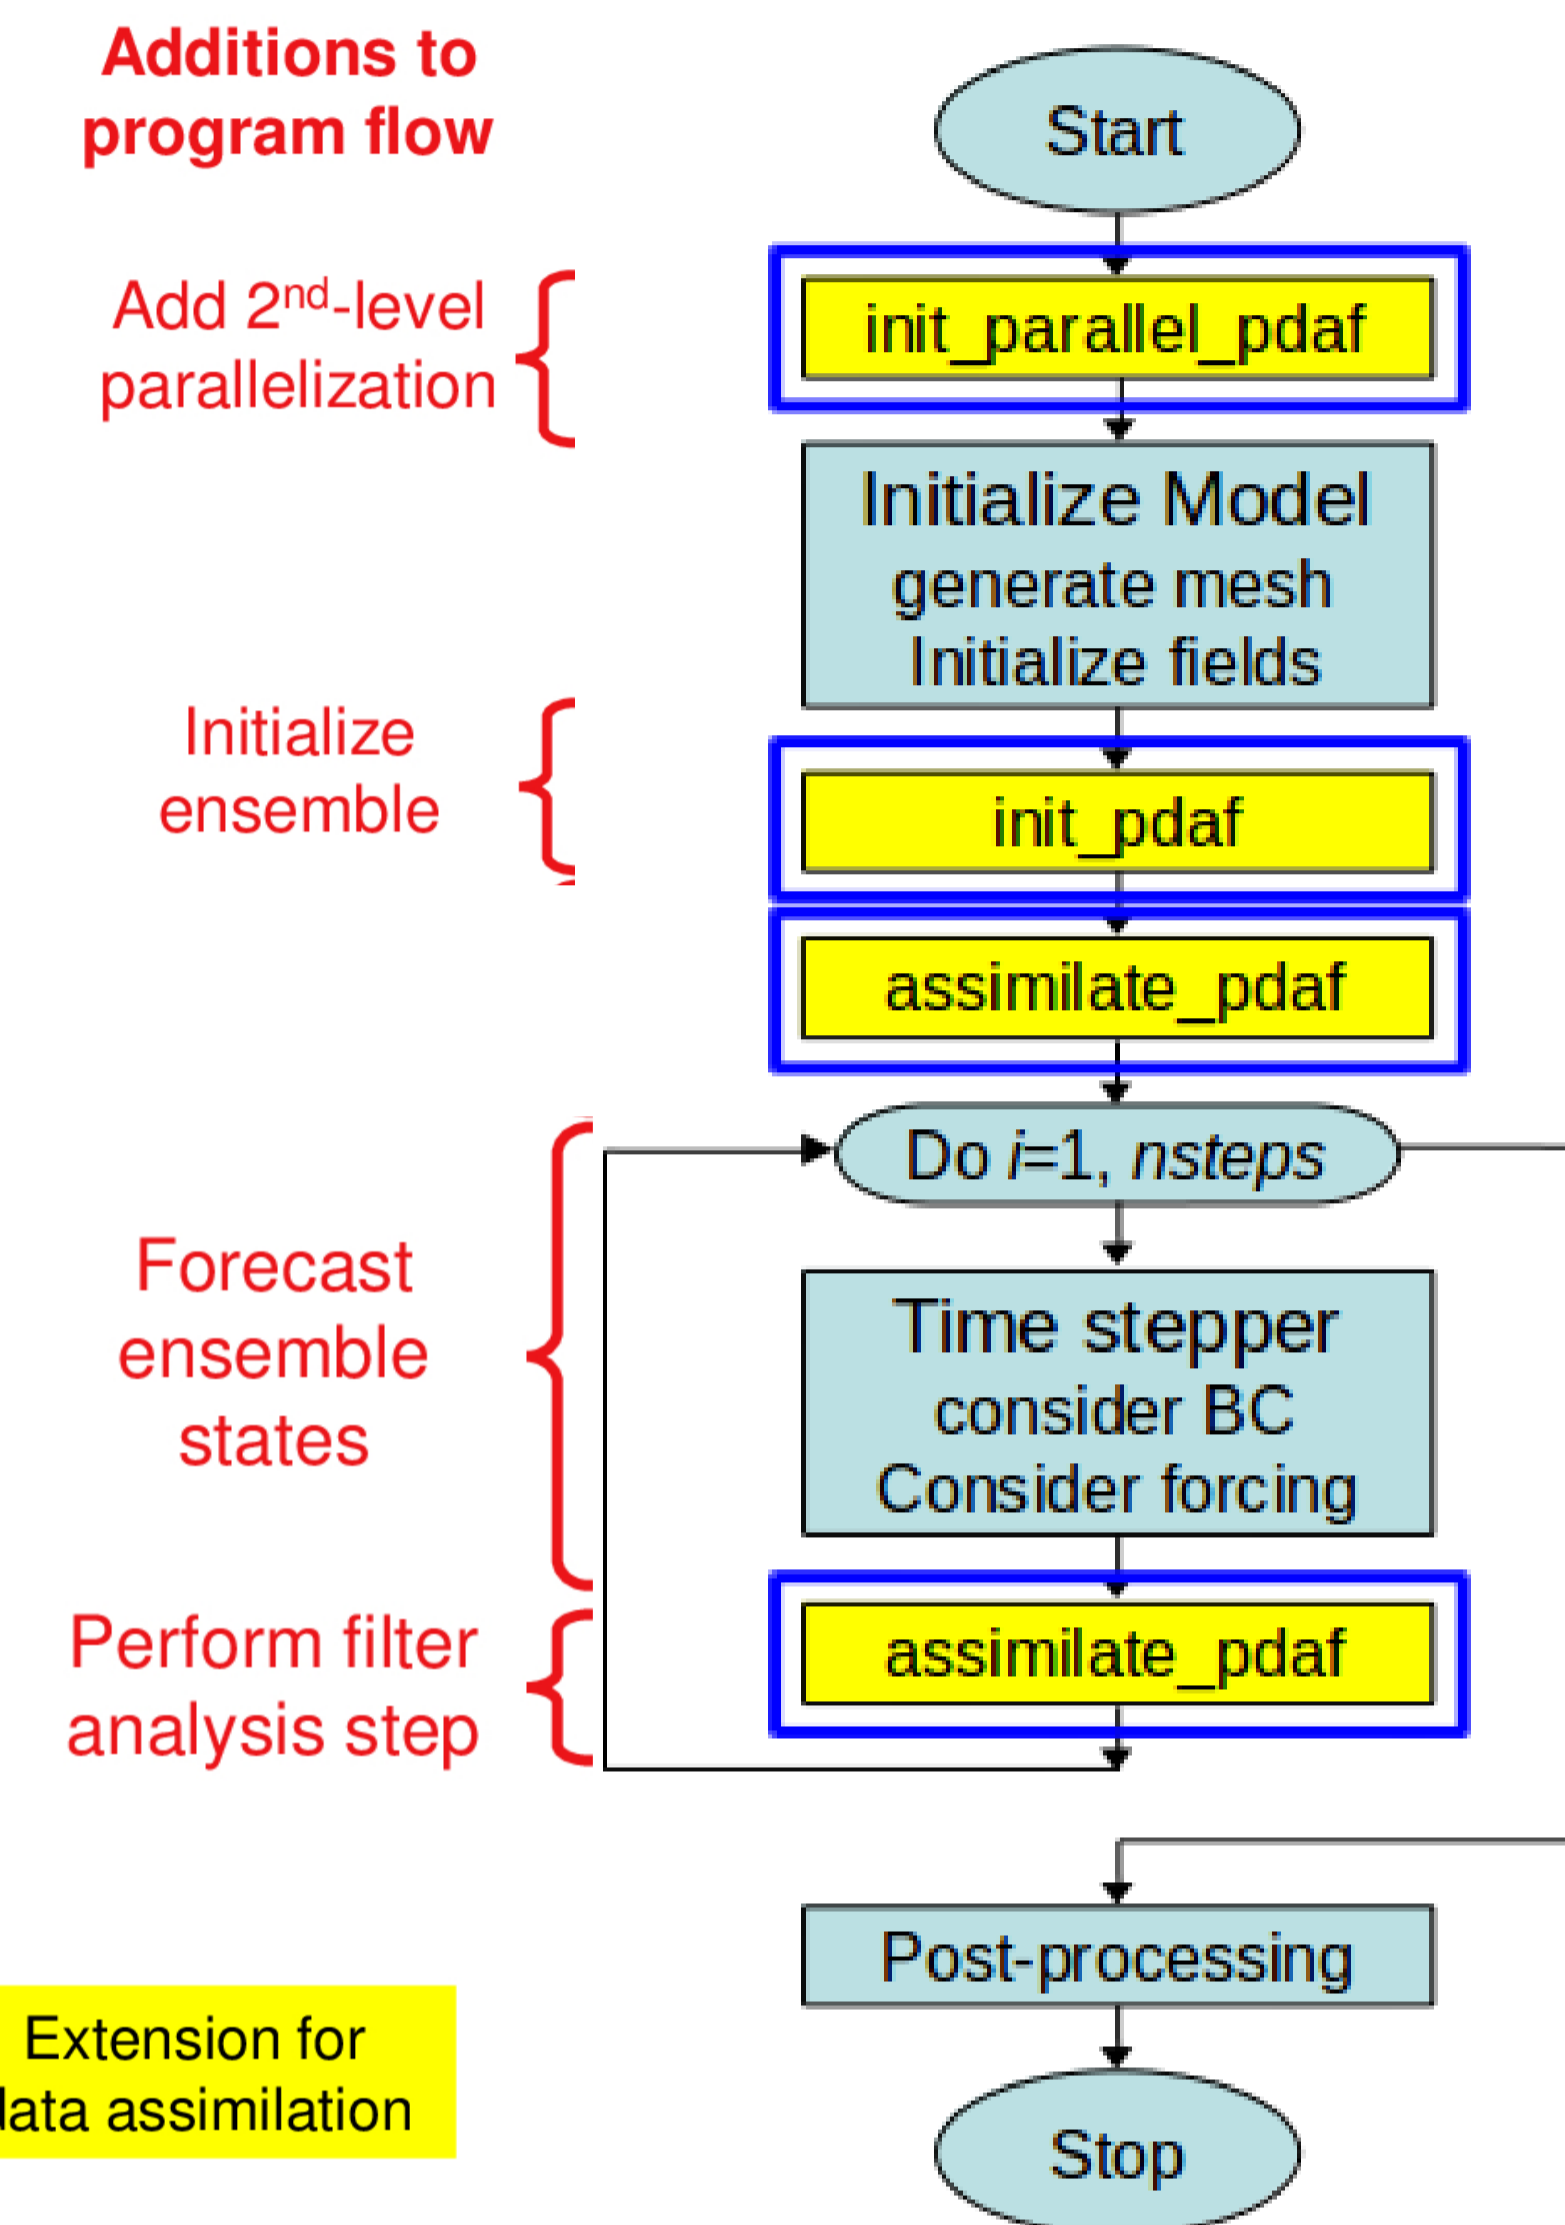 Additions to
program flow
Start
Add 2nd-level
parallelization
init_parallel_pdaf
Initialize Model
generate mesh
Initialize fields
Initialize
ensemble
init_pdaf
assimilate_pdaf
Do i=1, nsteps
Forecast
ensemble
states
Time stepper
consider BC
Consider forcing
Perform filter
analysis step
assimilate_pdaf
Post-processing
Extension for
data assimilation
Stop